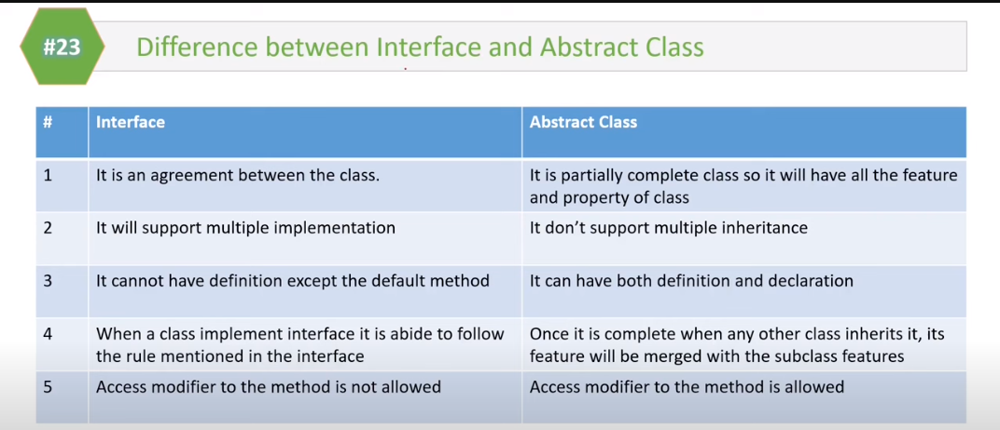 #23
Difference between Interface and Abstract Class
# Interface Abstract Class
1 It is an agreement between the class. It is partially complete class so it will have all the feature
and property of class
2 It will support multiple implementation It don't support multiple inheritance
3 It cannot have definition except the default method It can have both definition and declaration
4 When a class implement interface it is abide to follow Once it is complete when any other class inherits it, its
the rule mentioned in the interface feature will be merged with the subclass features
5 Access modifier to the method is not allowed Access modifier to the method is allowed